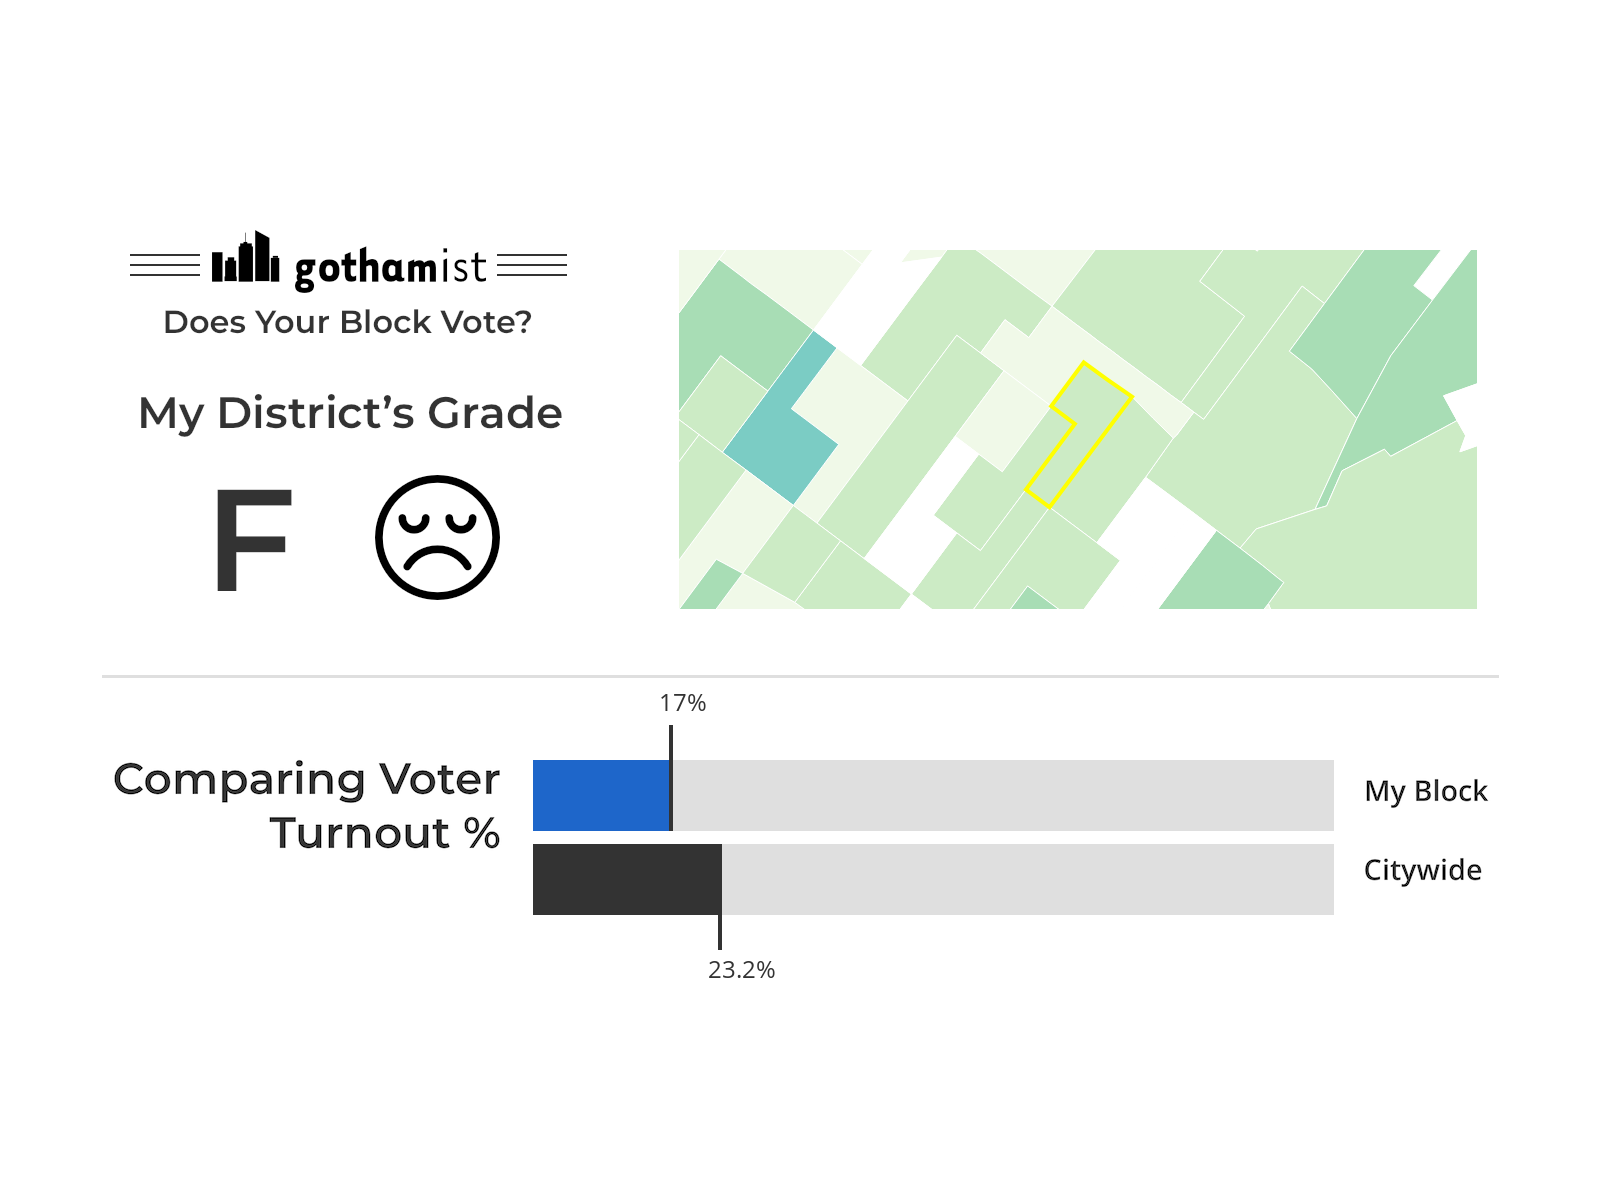 gothamist
Does Your Block Vote?
My District’s Grade
F
17%
Comparing Voter
Turnout %
My Block
Citywide
23.2%